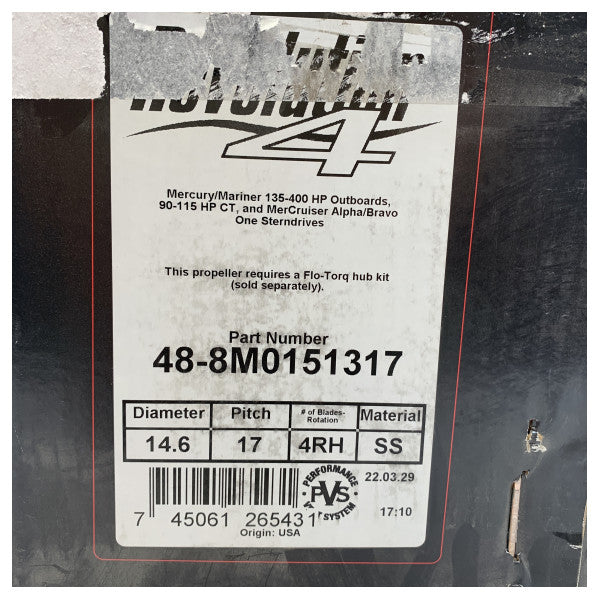 Revolution
4
Mercury/Mariner 135-400 HP Outboards,
90-115 HP CT, and MerCruiser Alpha/Bravo
One Sterndrives
This propeller requires a Flo-Torq hub kit
(sold separately).
Part Number
48-8M0151317
Diameter Pitch # of Blades- Material
Rotation
14.6 17 4RH SS
PERFORMANCE
PVS
SYSTEM
22.03.29
17:10
7 45061 26543
Origin: USA